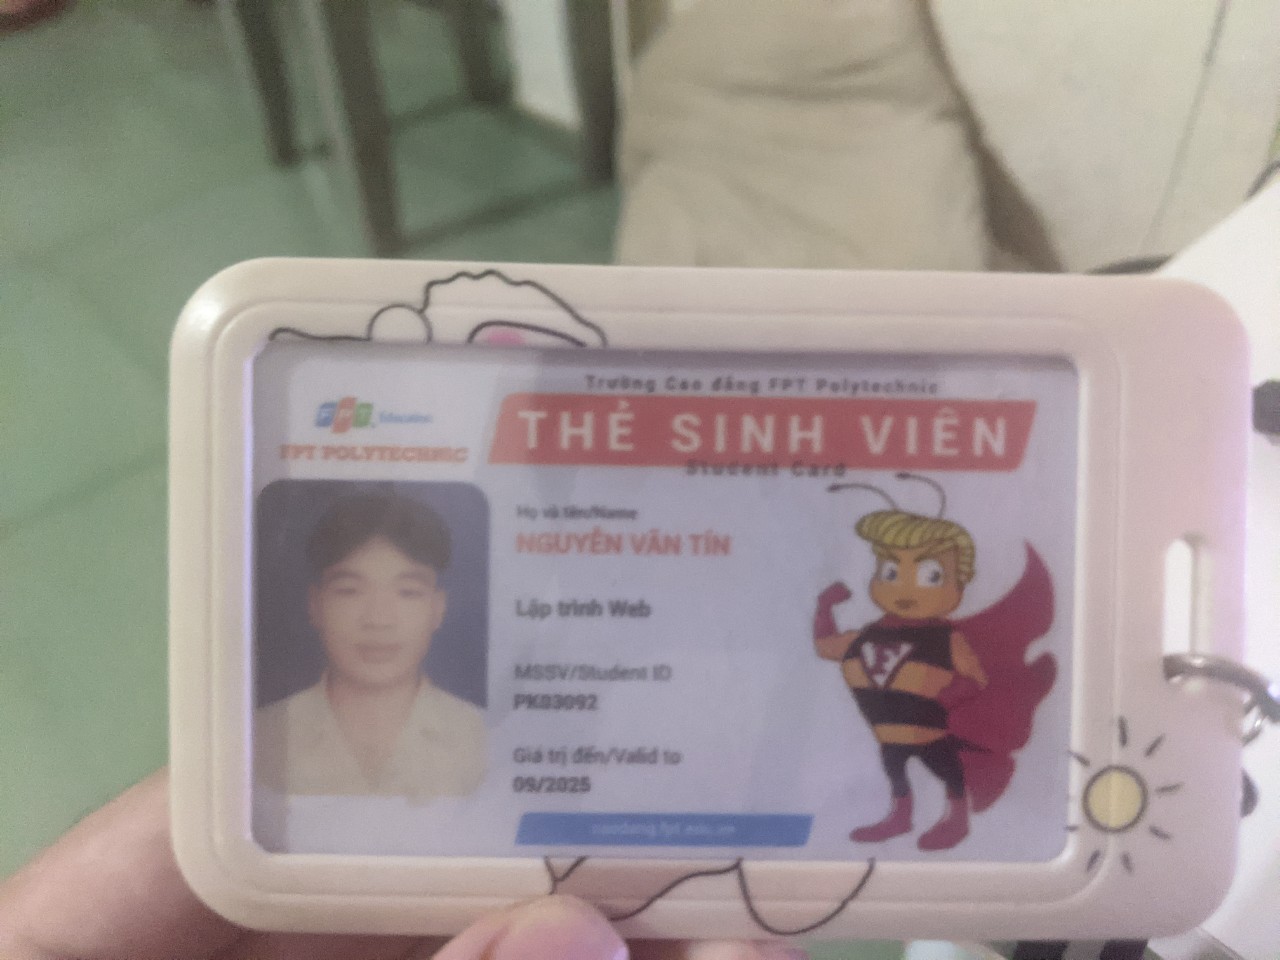 Trường Cao đẳng FPT Polytechnic
FPT Education
FPT POLYTECHNIC
THẺ SINH VIÊN
Student Card
Họ và tên/Name
NGUYỄN VĂN TÍN
Lập trình Web
MSSV/Student ID
PK03092
Giá trị đến/Valid to
09/2025
caodang.fpt.edu.vn